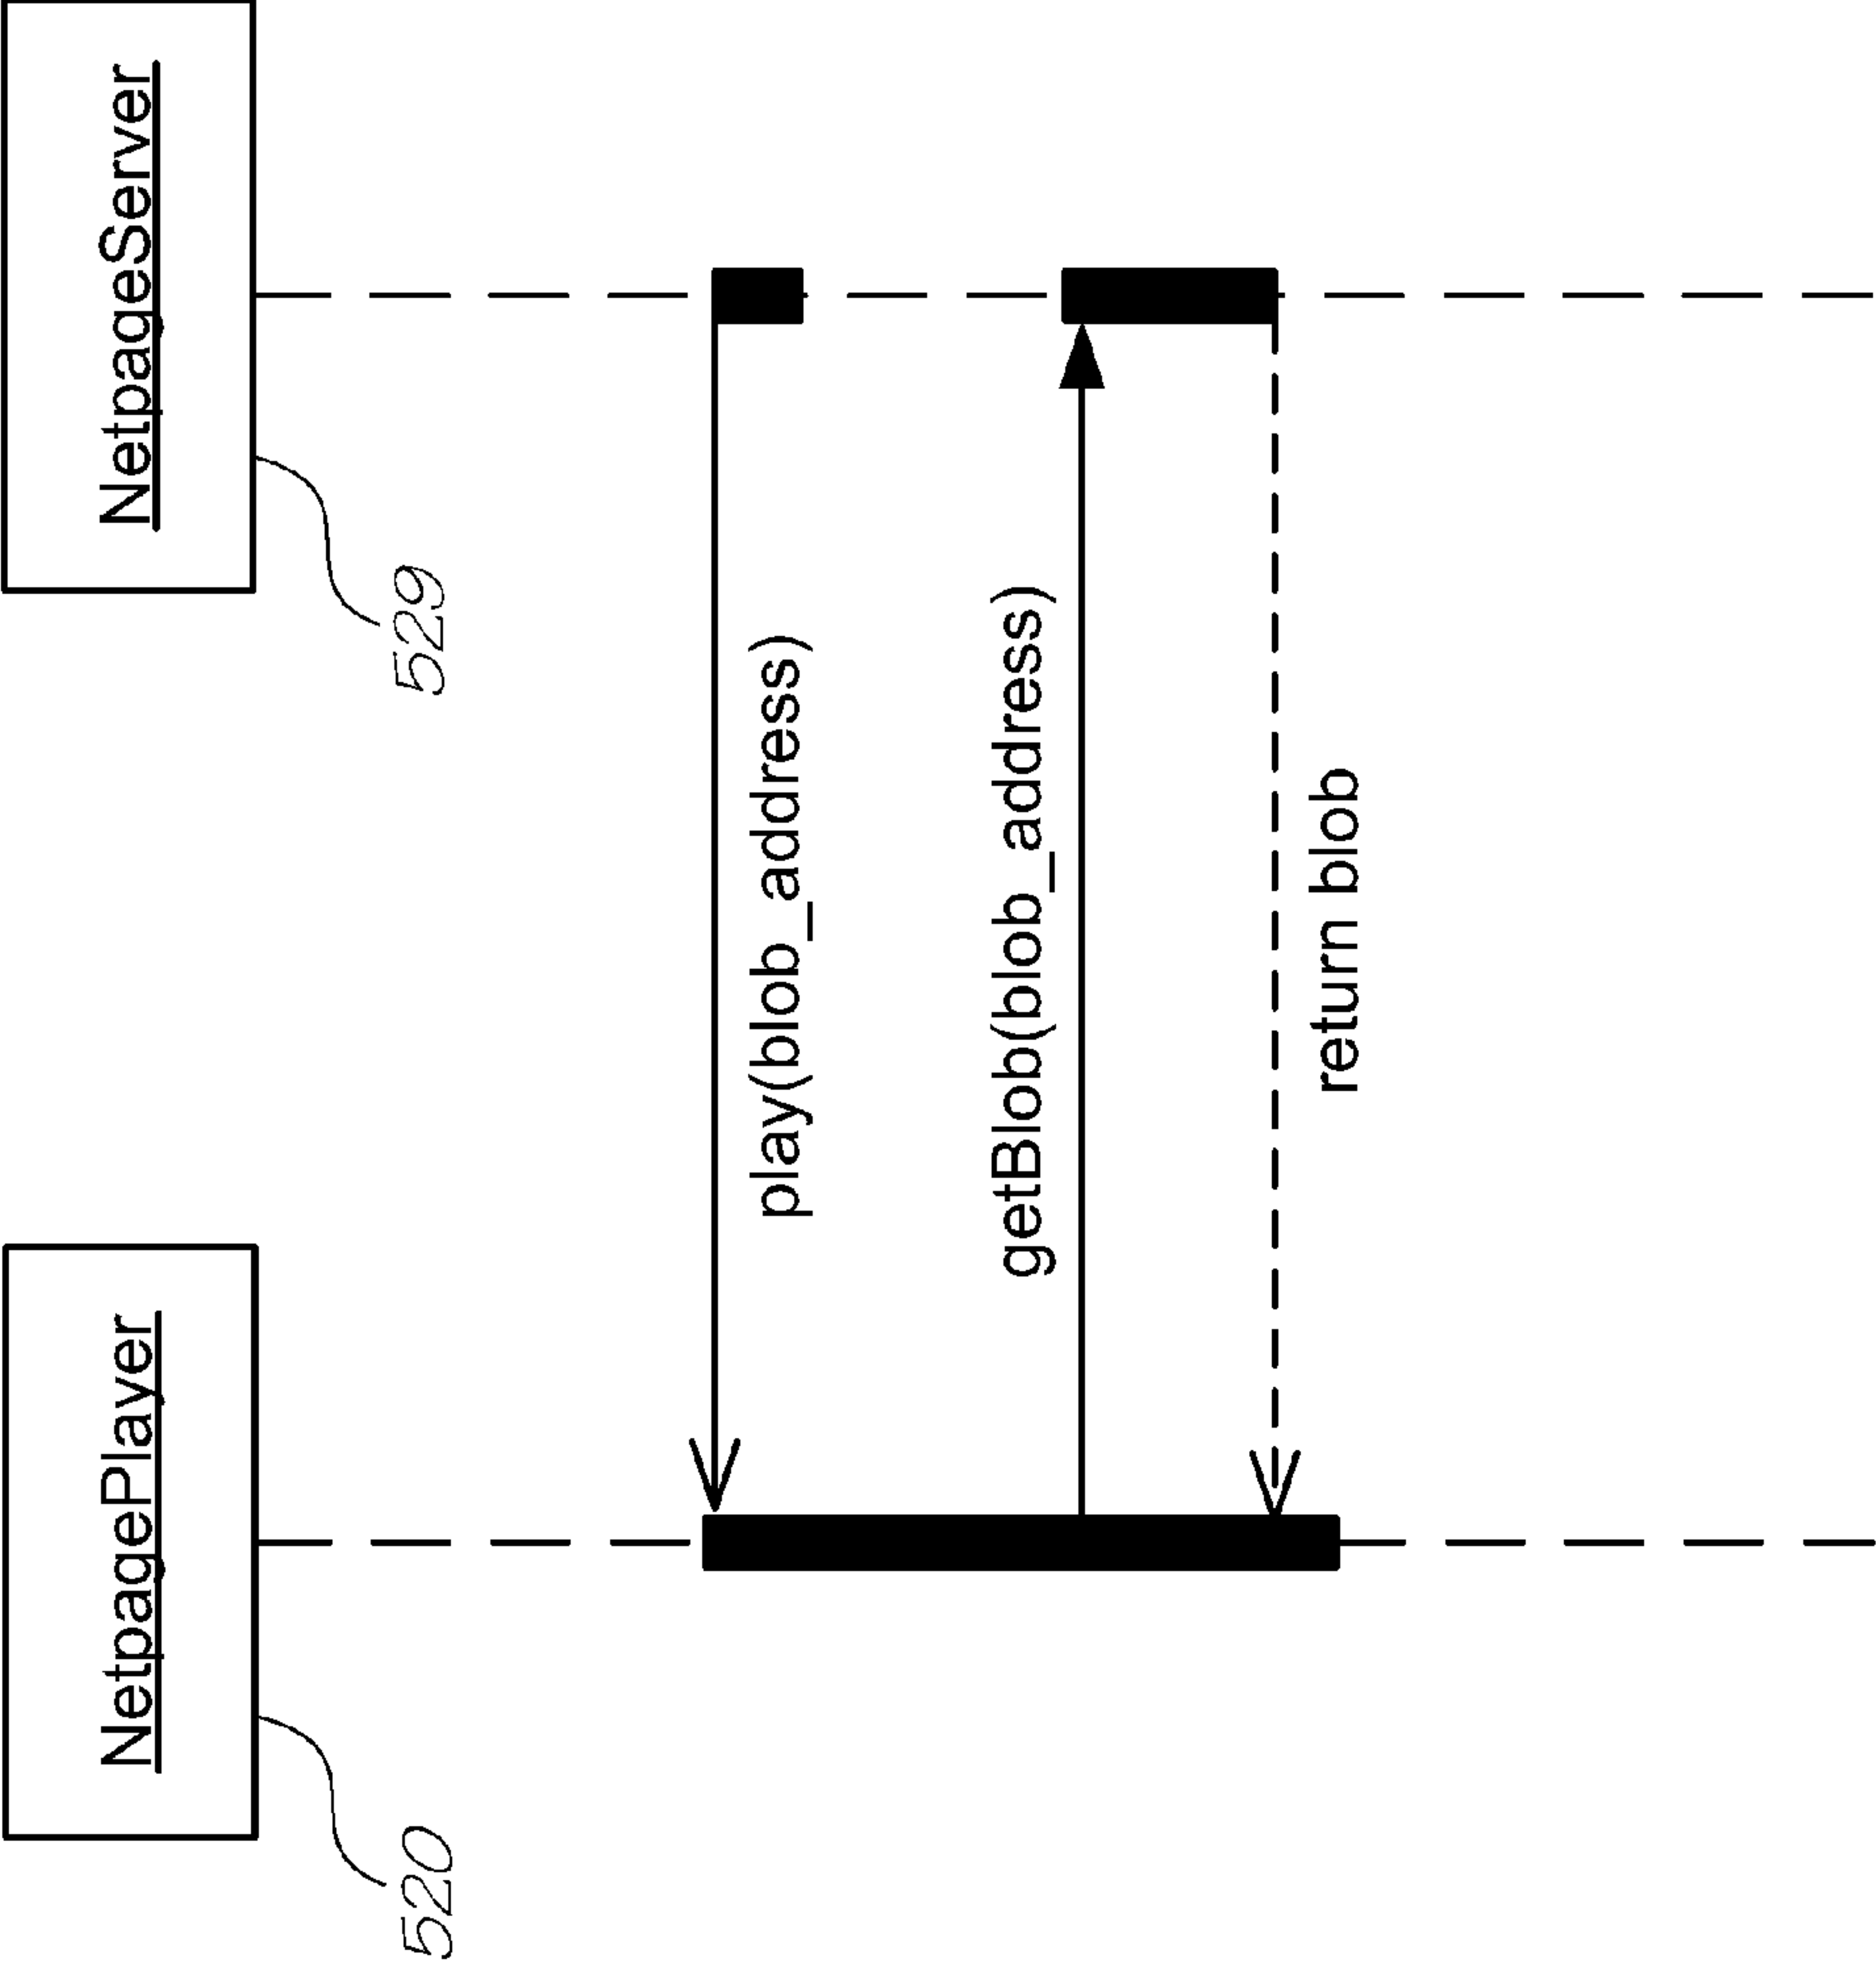 NetpagePlayer
NetpageServer
520
529
play(blob_address)
getBlob(blob_address)
return blob